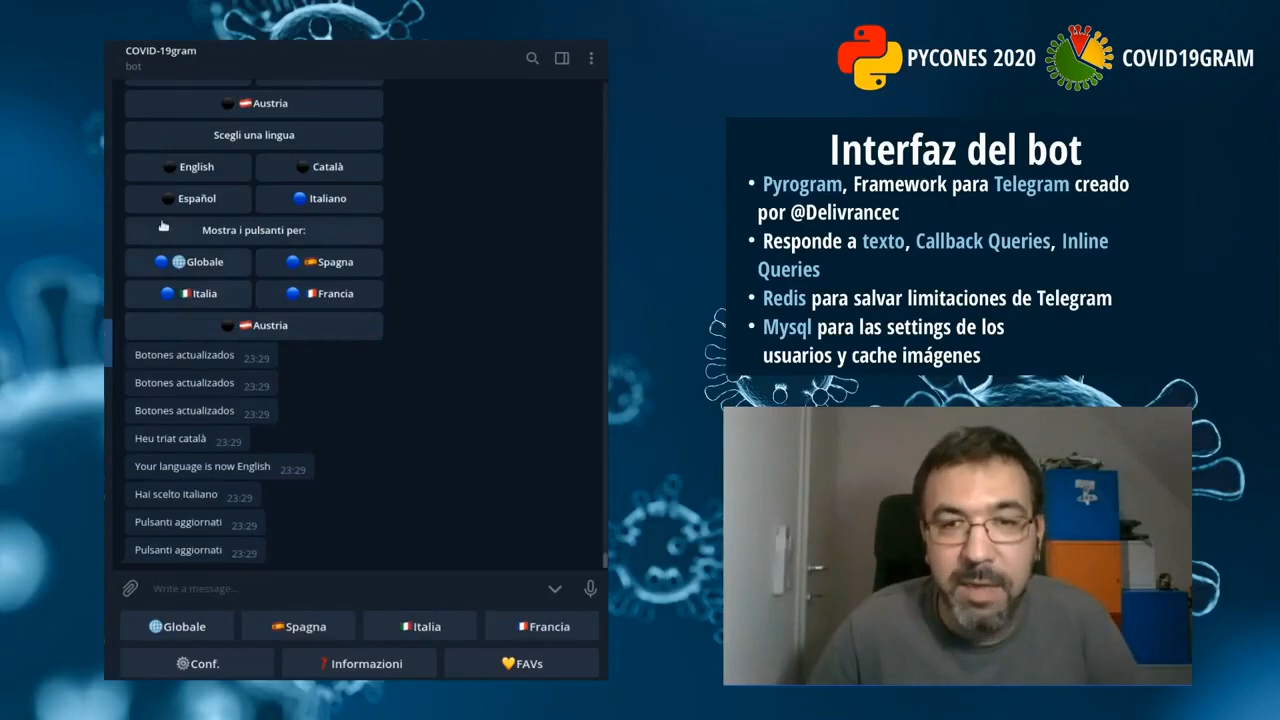 COVID-19gram
bot
Austria
Scegli una lingua
English
Català
Español
Italiano
Mostra i pulsanti per:
Globale
Spagna
Italia
Francia
Austria
Botones actualizados 23:29
Botones actualizados 23:29
Botones actualizados 23:29
Heu triat català 23:29
Your language is now English 23:29
Hai scelto italiano 23:29
Pulsanti aggiornati 23:29
Pulsanti aggiornati 23:29
Write a message...
Globale
Spagna
Italia
Francia
Conf.
Informazioni
FAVs
PYCONES 2020
COVID19GRAM
Interfaz del bot
• Pyrogram, Framework para Telegram creado
por @Delivrancec
• Responde a texto, Callback Queries, Inline
Queries
• Redis para salvar limitaciones de Telegram
• Mysql para las settings de los
usuarios y cache imágenes